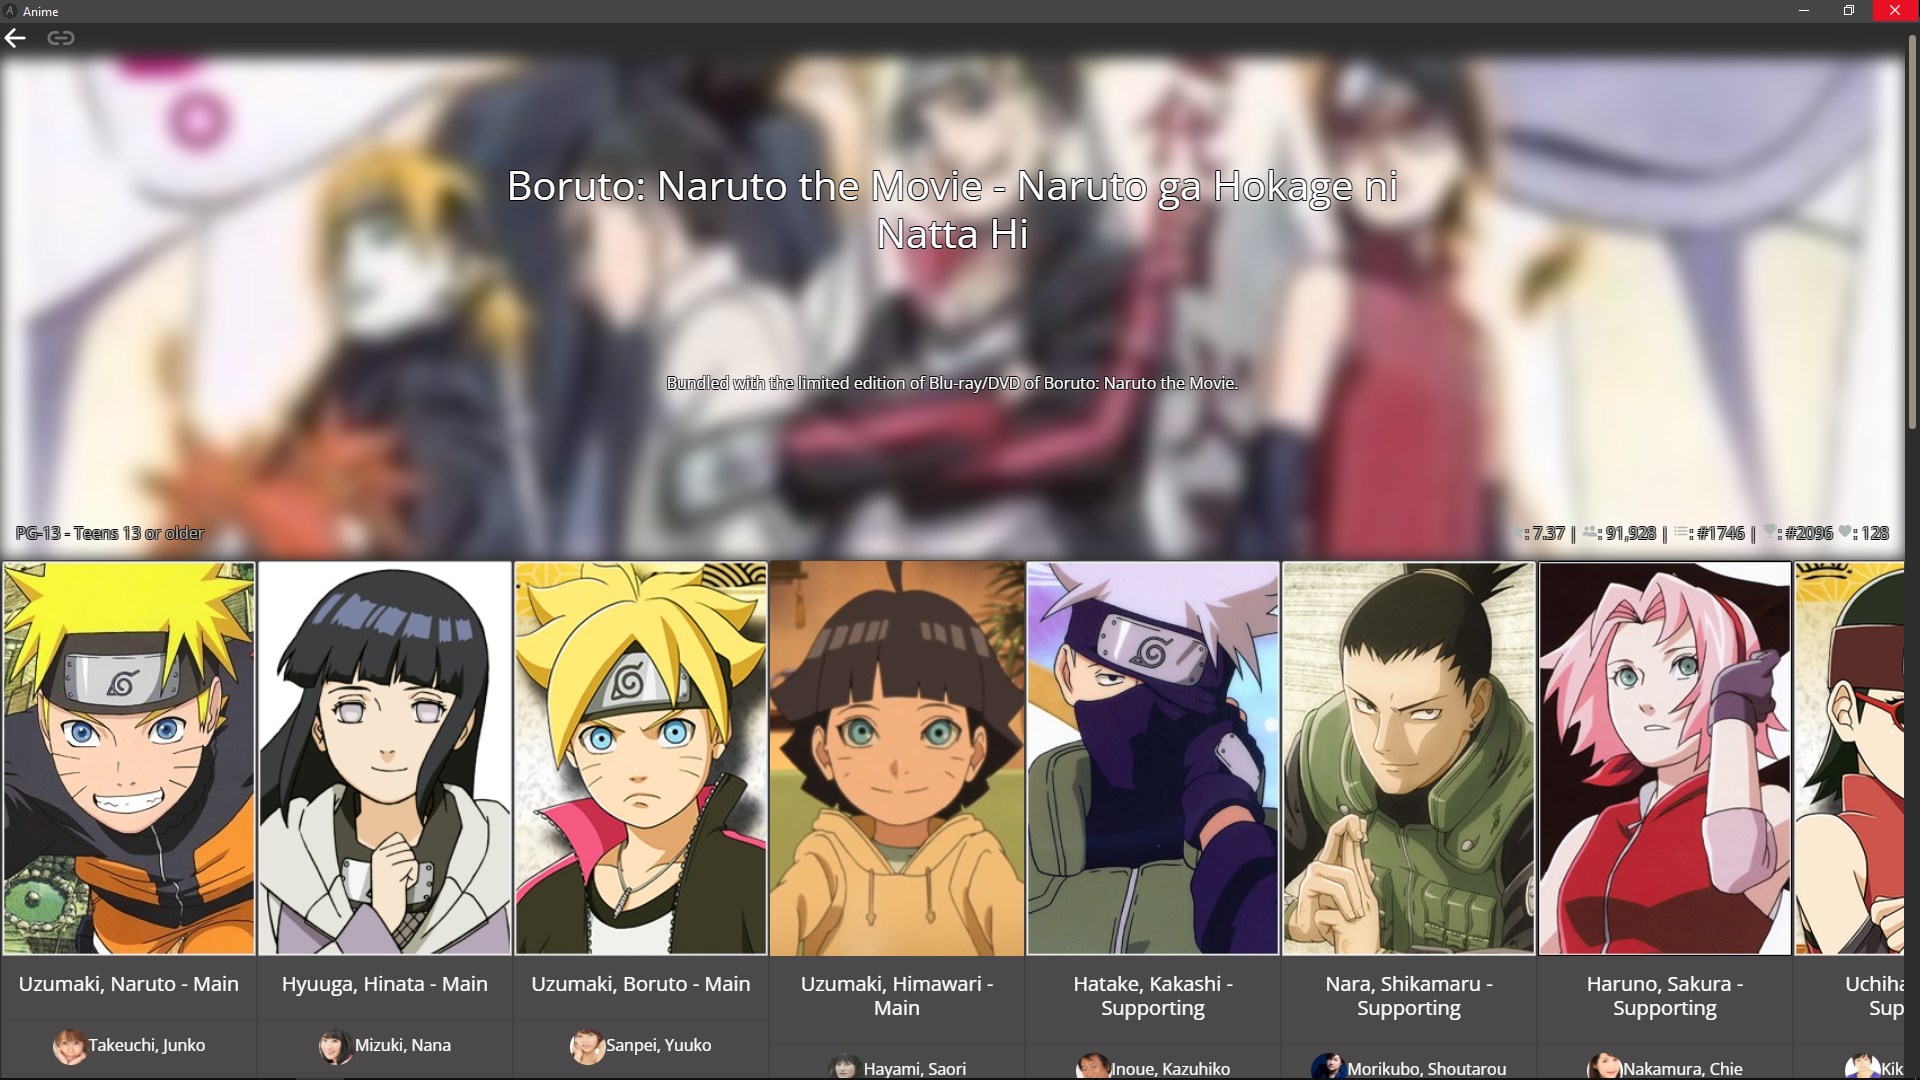 Anime
Boruto: Naruto the Movie - Naruto ga Hokage ni
Natta Hi
Bundled with the limited edition of Blu-ray/DVD of Boruto: Naruto the Movie.
PG-13 - Teens 13 or older
: 7.37 | : 91,928 | : #1746 | : #2096 : 128
Uzumaki, Naruto - Main
Hyuuga, Hinata - Main
Uzumaki, Boruto - Main
Uzumaki, Himawari -
Main
Hatake, Kakashi -
Supporting
Nara, Shikamaru -
Supporting
Haruno, Sakura -
Supporting
Uchiha
Sup
Takeuchi, Junko
Mizuki, Nana
Sanpei, Yuuko
Hayami, Saori
Inoue, Kazuhiko
Morikubo, Shoutarou
Nakamura, Chie
Kik